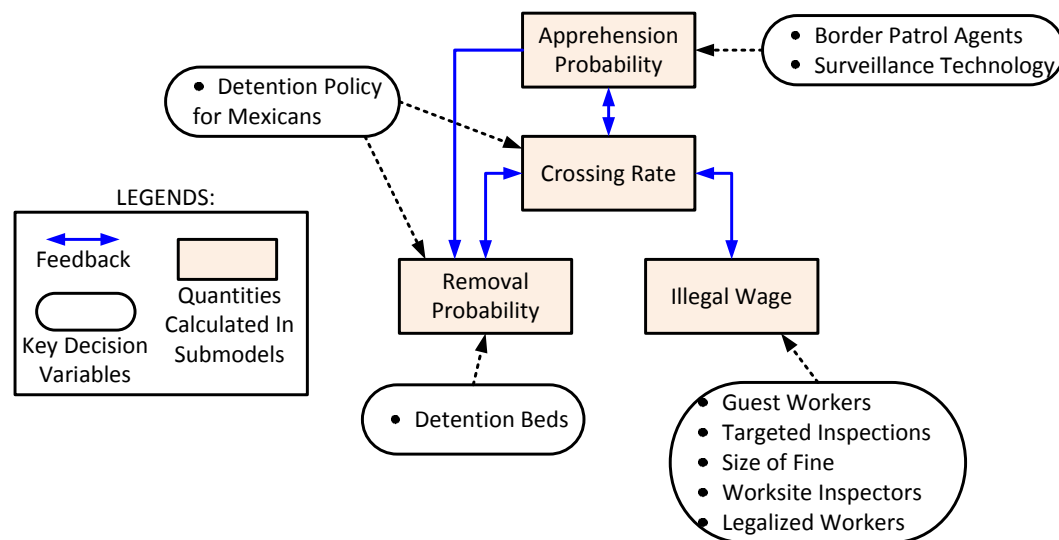 Apprehension
Probability
• Border Patrol Agents
• Surveillance Technology
• Detention Policy
for Mexicans
Crossing Rate
LEGENDS:
Feedback
Quantities
Calculated In
Submodels
Key Decision
Variables
Removal
Probability
Illegal Wage
• Detention Beds
• Guest Workers
• Targeted Inspections
• Size of Fine
• Worksite Inspectors
• Legalized Workers